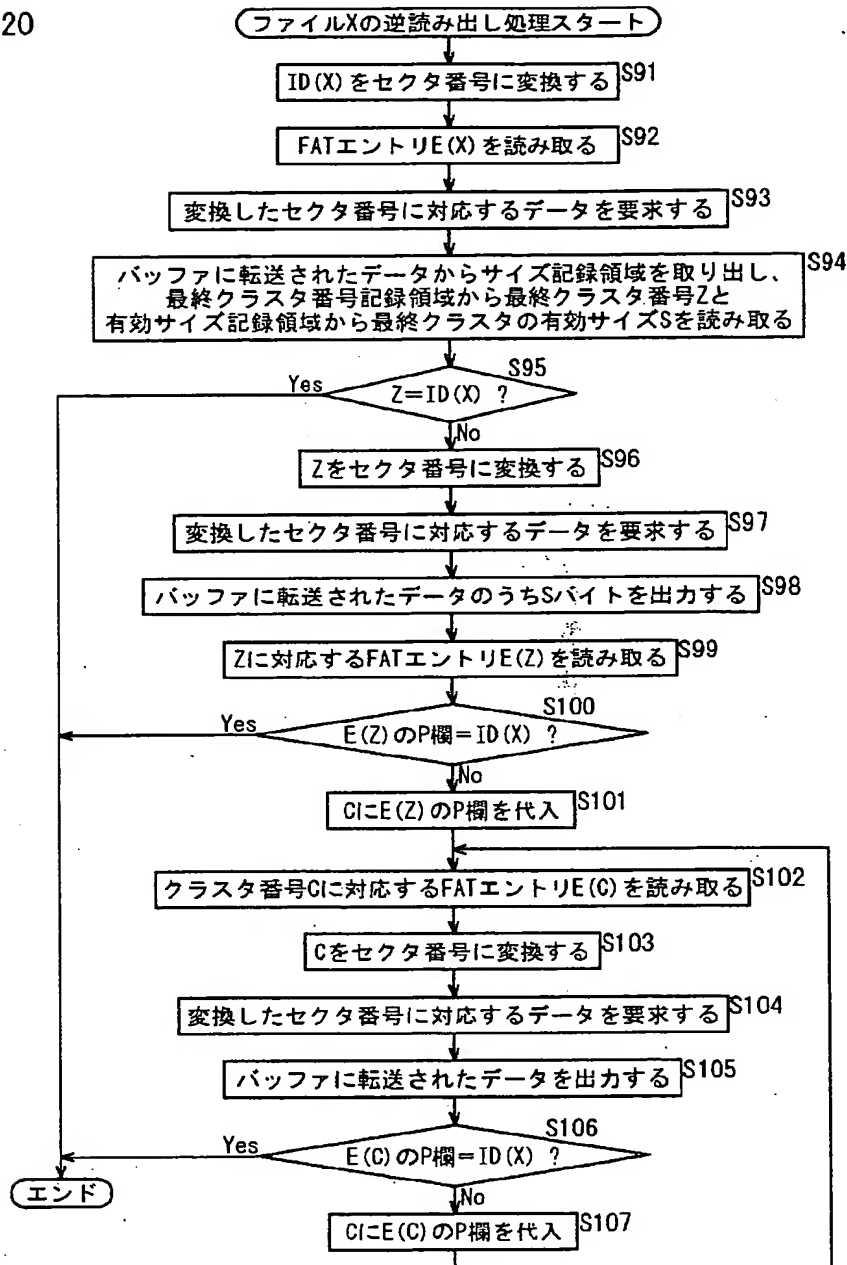 20
ファイルXの逆読み出し処理スタート
ID(X)をセクタ番号に変換する
S91
FATエントリE(X)を読み取る
S92
変換したセクタ番号に対応するデータを要求する
S93
バッファに転送されたデータからサイズ記録領域を取り出し、
最終クラスタ番号記録領域から最終クラスタ番号Zと
有効サイズ記録領域から最終クラスタの有効サイズSを読み取る
S94
S95
Z=ID(X) ?
Yes
No
Zをセクタ番号に変換する
S96
変換したセクタ番号に対応するデータを要求する
S97
バッファに転送されたデータのうちSバイトを出力する
S98
Zに対応するFATエントリE(Z)を読み取る
S99
S100
E(Z)のP欄=ID(X) ?
Yes
No
CにE(Z)のP欄を代入
S101
クラスタ番号Cに対応するFATエントリE(C)を読み取る
S102
Cをセクタ番号に変換する
S103
変換したセクタ番号に対応するデータを要求する
S104
バッファに転送されたデータを出力する
S105
S106
E(C)のP欄=ID(X) ?
Yes
No
エンド
CにE(C)のP欄を代入
S107